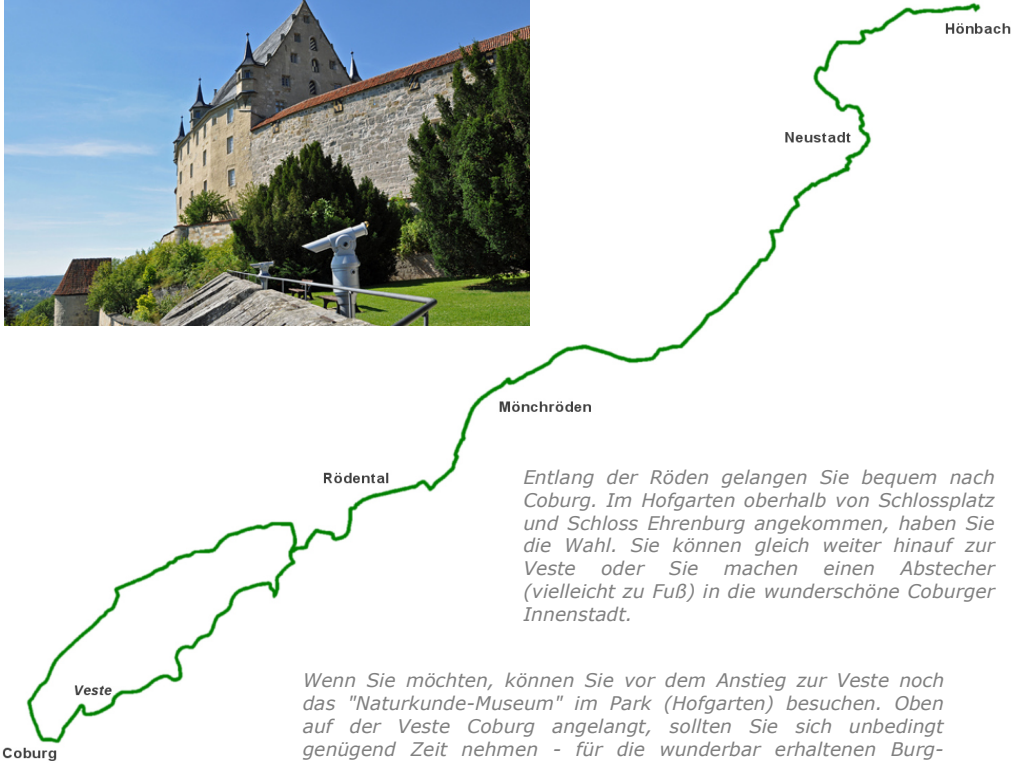 Hönbach
Neustadt
Mönchröden
Rödental
Entlang der Röden gelangen Sie bequem nach
Coburg. Im Hofgarten oberhalb von Schlossplatz
und Schloss Ehrenburg angekommen, haben Sie
die Wahl. Sie können gleich weiter hinauf zur
Veste oder Sie machen einen Abstecher
(vielleicht zu Fuß) in die wunderschöne Coburger
Innenstadt.
Veste
Coburg
Wenn Sie möchten, können Sie vor dem Anstieg zur Veste noch
das "Naturkunde-Museum" im Park (Hofgarten) besuchen. Oben
auf der Veste Coburg angelangt, sollten Sie sich unbedingt
genügend Zeit nehmen - für die wunderbar erhaltenen Burg-